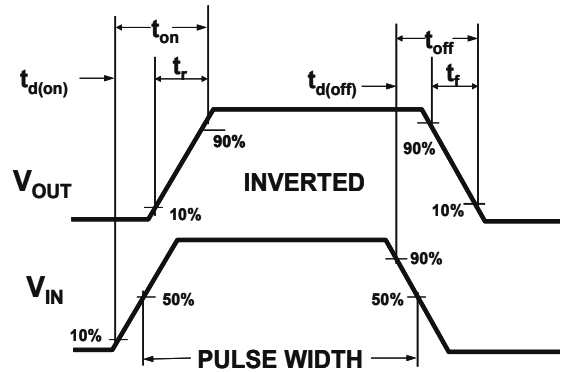 t_on
t_off
t_d(on)
t_r
t_d(off)
t_f
90%
90%
V_OUT
INVERTED
10%
10%
90%
V_IN
50%
50%
10%
PULSE WIDTH